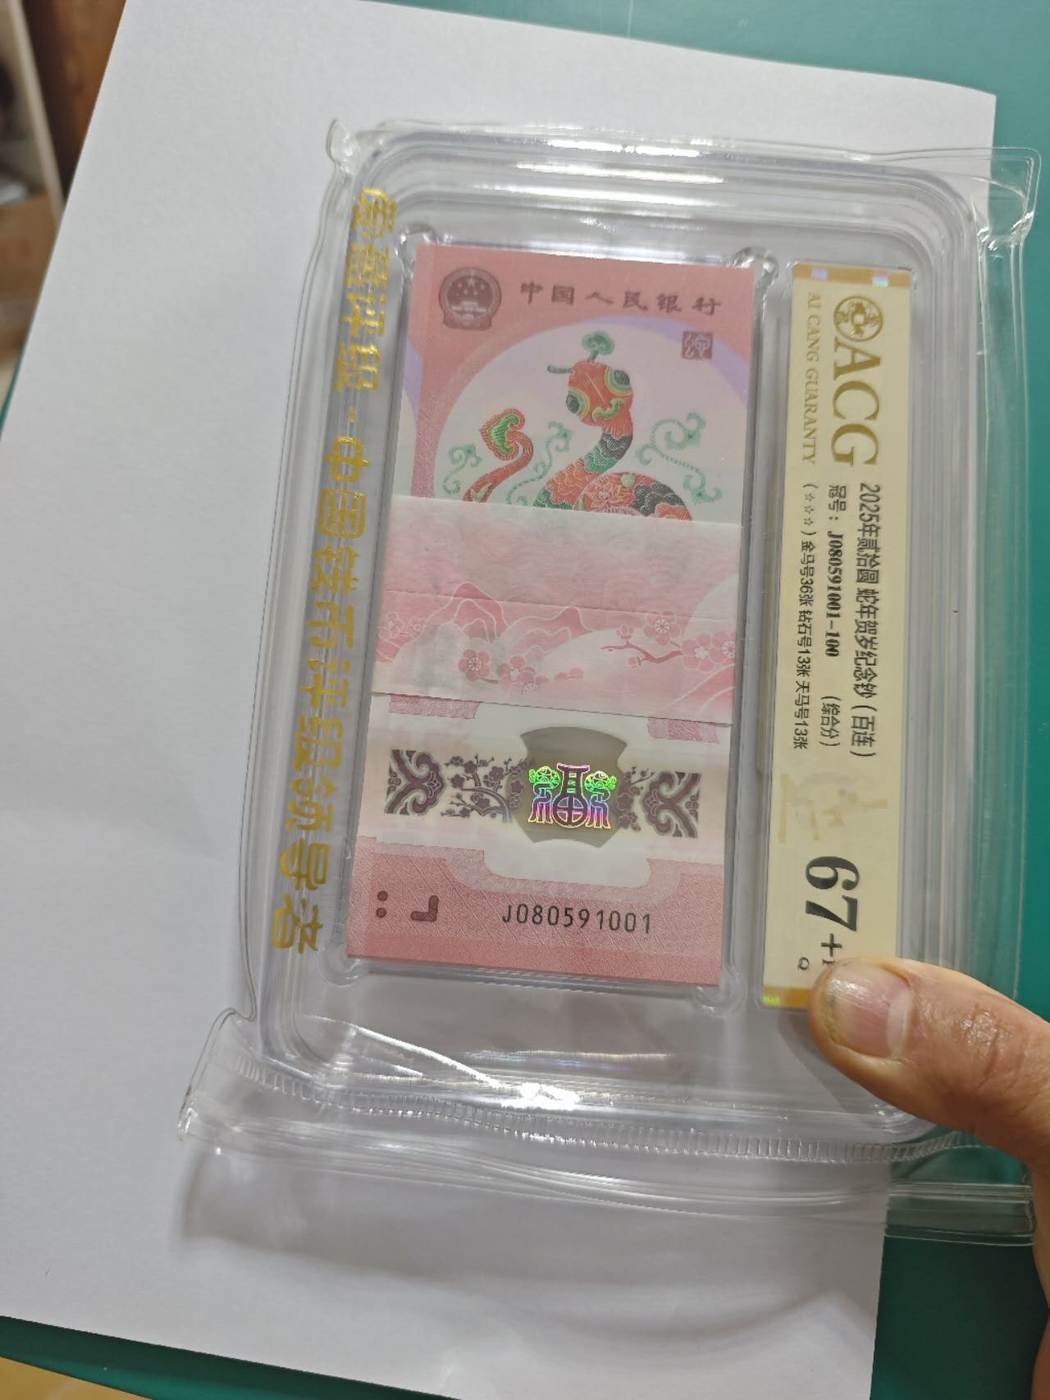 爱藏评级 - 中国钱币评级领导者
中国人民银行
J080591001
ACG
AI CANG GUARANTY
2025年贰拾圆 蛇年贺岁纪念钞（百连）
冠号：J080591001-100 （综合分）
（☆☆☆）金马号36张 钻石号13张 天马号13张
67+
Q